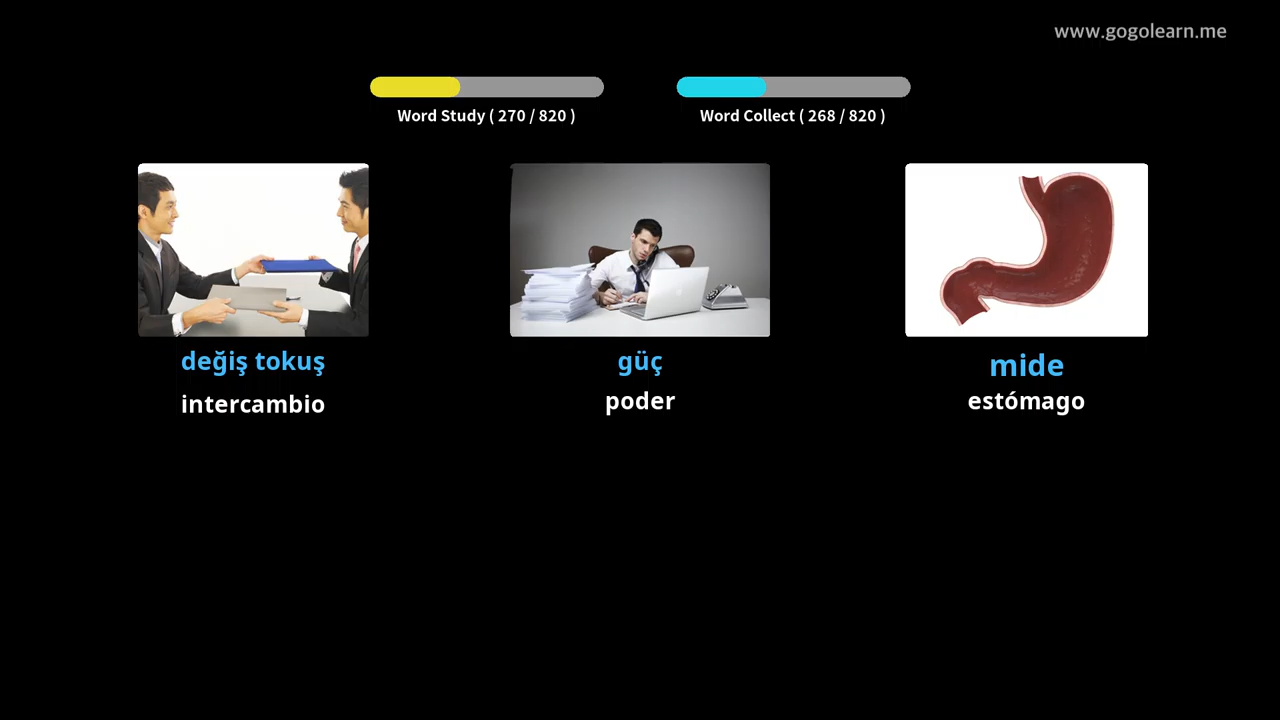 www.gogolearn.me
Word Study ( 270 / 820 )
Word Collect ( 268 / 820 )
değiş tokuş
intercambio
güç
poder
mide
estómago